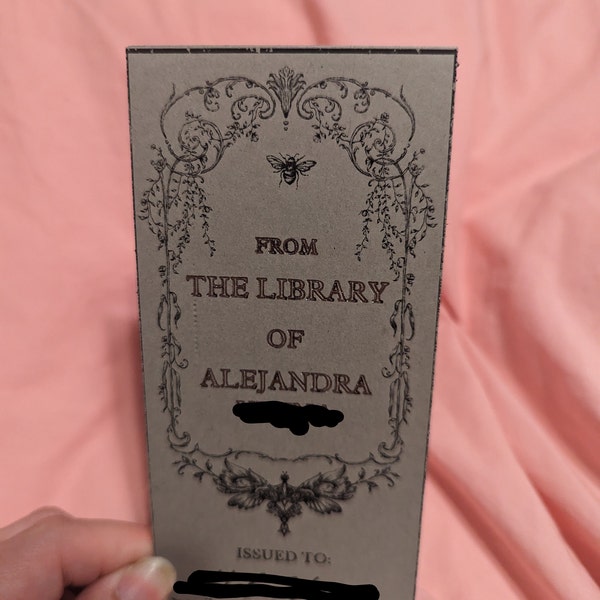 FROM
THE LIBRARY
OF
ALEJANDRA
ISSUED TO: